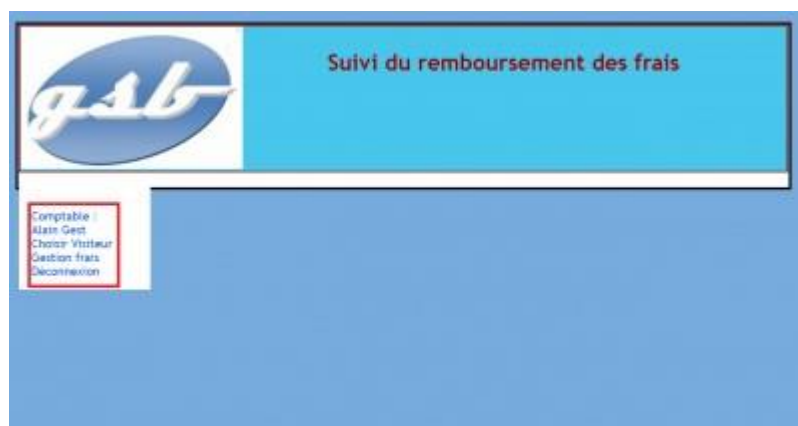 gsb
Suivi du remboursement des frais
Comptable :
Alain Gest
Choisir Visiteur
Gestion frais
Déconnexion